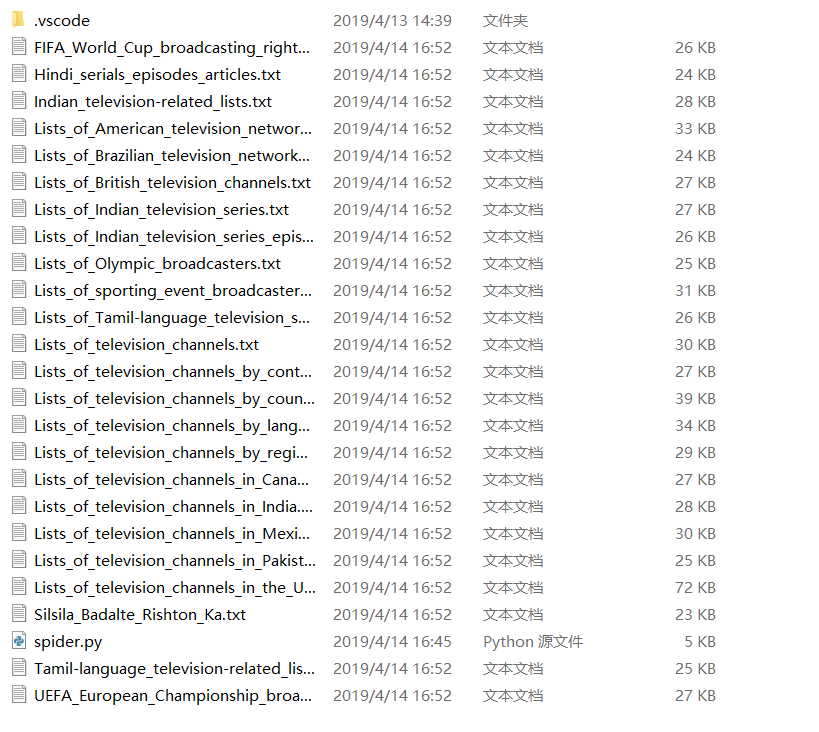 .vscode 2019/4/13 14:39 文件夹
FIFA_World_Cup_broadcasting_right... 2019/4/14 16:52 文本文档 26 KB
Hindi_serials_episodes_articles.txt 2019/4/14 16:52 文本文档 24 KB
Indian_television-related_lists.txt 2019/4/14 16:52 文本文档 28 KB
Lists_of_American_television_networ... 2019/4/14 16:52 文本文档 33 KB
Lists_of_Brazilian_television_network... 2019/4/14 16:52 文本文档 24 KB
Lists_of_British_television_channels.txt 2019/4/14 16:52 文本文档 27 KB
Lists_of_Indian_television_series.txt 2019/4/14 16:52 文本文档 27 KB
Lists_of_Indian_television_series_epis... 2019/4/14 16:52 文本文档 26 KB
Lists_of_Olympic_broadcasters.txt 2019/4/14 16:52 文本文档 25 KB
Lists_of_sporting_event_broadcaster... 2019/4/14 16:52 文本文档 31 KB
Lists_of_Tamil-language_television_s... 2019/4/14 16:52 文本文档 26 KB
Lists_of_television_channels.txt 2019/4/14 16:52 文本文档 30 KB
Lists_of_television_channels_by_cont... 2019/4/14 16:52 文本文档 27 KB
Lists_of_television_channels_by_coun... 2019/4/14 16:52 文本文档 39 KB
Lists_of_television_channels_by_lang... 2019/4/14 16:52 文本文档 34 KB
Lists_of_television_channels_by_regi... 2019/4/14 16:52 文本文档 29 KB
Lists_of_television_channels_in_Cana... 2019/4/14 16:52 文本文档 27 KB
Lists_of_television_channels_in_India.... 2019/4/14 16:52 文本文档 28 KB
Lists_of_television_channels_in_Mexi... 2019/4/14 16:52 文本文档 30 KB
Lists_of_television_channels_in_Pakist... 2019/4/14 16:52 文本文档 25 KB
Lists_of_television_channels_in_the_U... 2019/4/14 16:52 文本文档 72 KB
Silsila_Badalte_Rishton_Ka.txt 2019/4/14 16:52 文本文档 23 KB
spider.py 2019/4/14 16:45 Python 源文件 5 KB
Tamil-language_television-related_lis... 2019/4/14 16:52 文本文档 25 KB
UEFA_European_Championship_broa... 2019/4/14 16:52 文本文档 27 KB